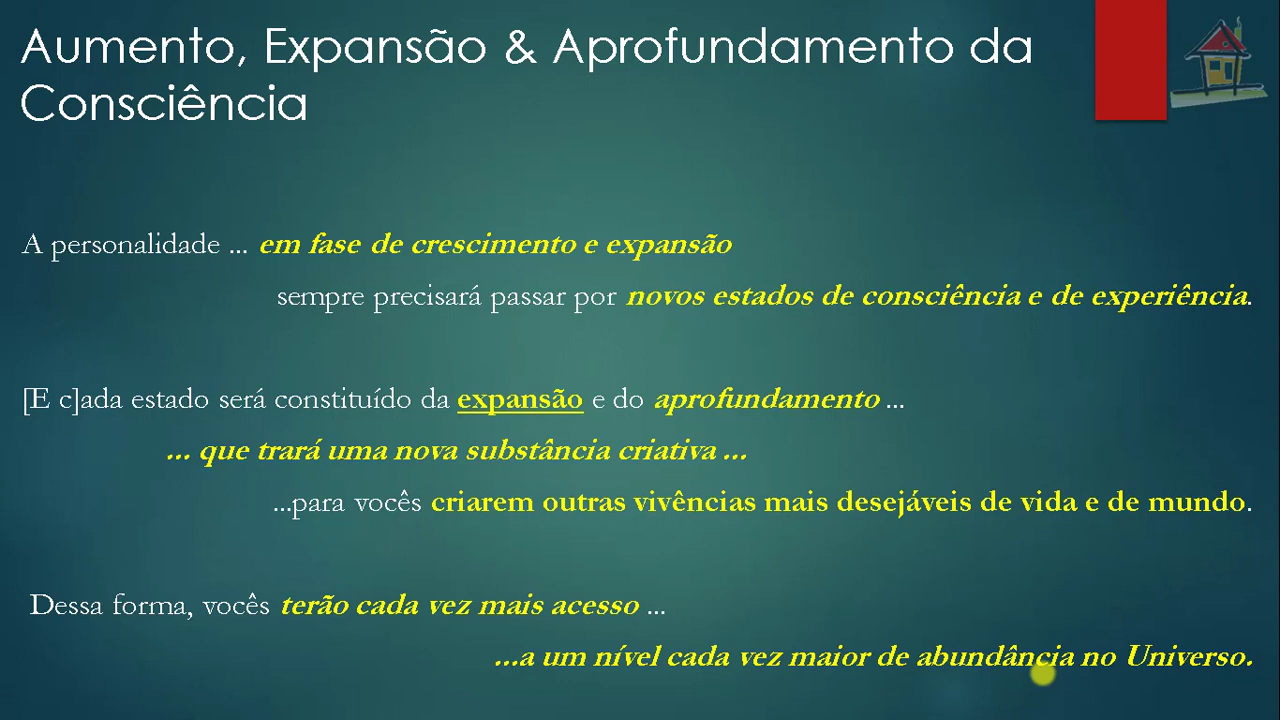 Aumento, Expansão & Aprofundamento da
Consciência
A personalidade ... em fase de crescimento e expansão
sempre precisará passar por novos estados de consciência e de experiência.
[E c]ada estado será constituído da expansão e do aprofundamento ...
... que trará uma nova substância criativa ...
...para vocês criarem outras vivências mais desejáveis de vida e de mundo.
Dessa forma, vocês terão cada vez mais acesso ...
...a um nível cada vez maior de abundância no Universo.